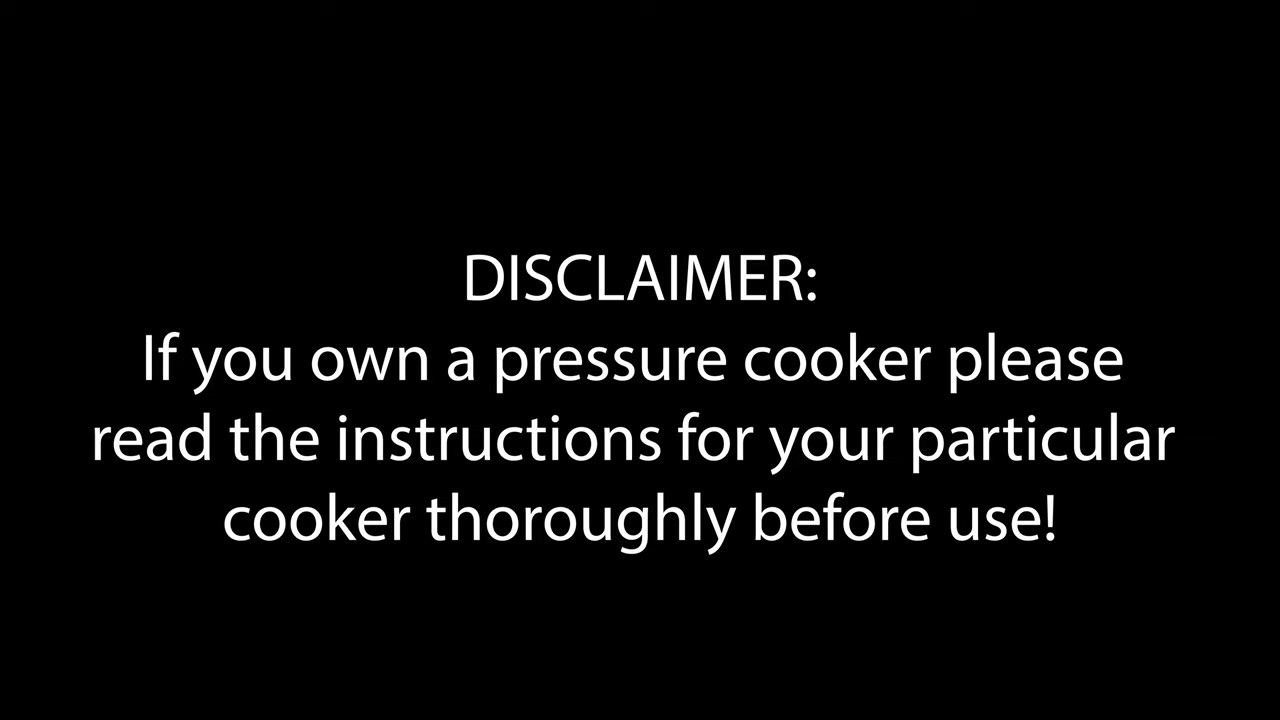 DISCLAIMER:
If you own a pressure cooker please
read the instructions for your particular
cooker thoroughly before use!